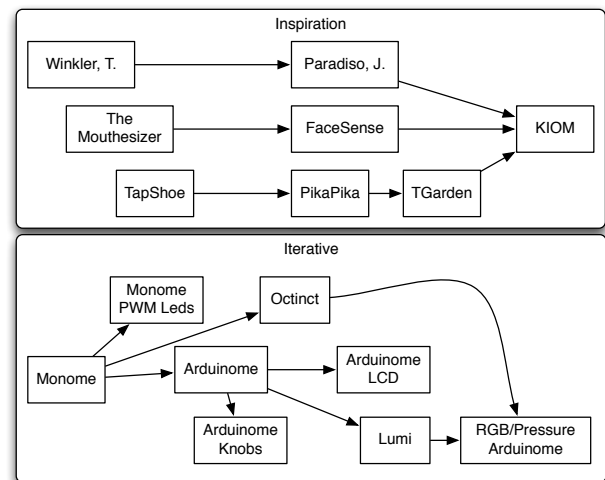 Inspiration
Winkler, T.
Paradiso, J.
The
Mouthesizer
FaceSense
KIOM
TapShoe
PikaPika
TGarden
Iterative
Monome
PWM Leds
Octinct
Monome
Arduinome
Arduinome
LCD
Arduinome
Knobs
Lumi
RGB/Pressure
Arduinome